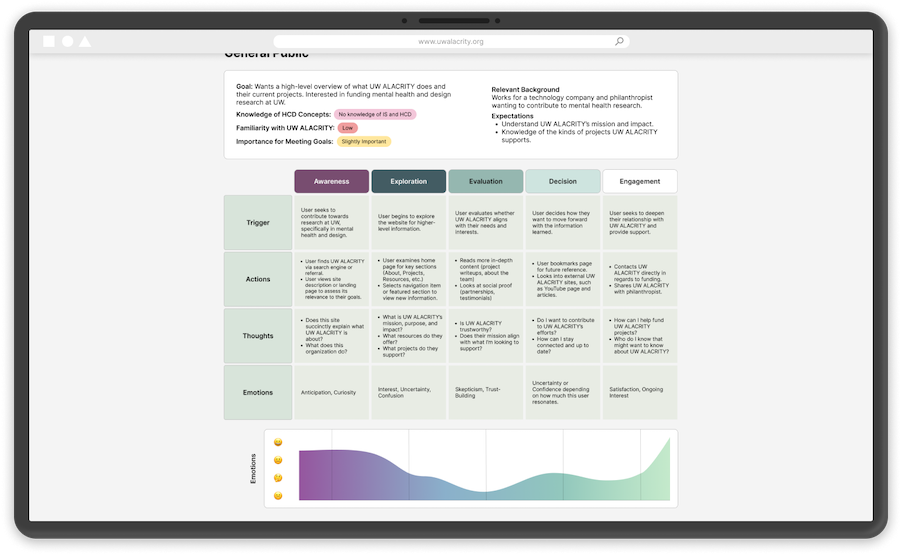 www.uwalacrity.org
General Public
Goal: Wants a high-level overview of what UW ALACRITY does and
their current projects. Interested in funding mental health and design
research at UW.
Knowledge of HCD Concepts: No knowledge of IS and HCD
Familiarity with UW ALACRITY: Low
Importance for Meeting Goals: Slightly Important
Relevant Background
Works for a technology company and philanthropist
wanting to contribute to mental health research.
Expectations
• Understand UW ALACRITY's mission and impact.
• Knowledge of the kinds of projects UW ALACRITY
supports.
Awareness
Exploration
Evaluation
Decision
Engagement
Trigger
User seeks to
contribute towards
research at UW,
specifically in mental
health and design.
User begins to explore
the website for higher-
level information.
User evaluates whether
UW ALACRITY aligns
with their needs and
interests.
User decides how they
want to move forward
with the information
learned.
User seeks to deepen
their relationship with
UW ALACRITY and
provide support.
Actions
• User finds UW ALACRITY
via search engine or
referral.
• User views site
description or landing
page to assess its
relevance to their goals.
• User examines home
page for key sections
(About, Projects,
Resources, etc.)
• Selects navigation item
or featured section to
view new information.
• Reads more in-depth
content (project
writeups, about the
team)
• Looks at social proof
(partnerships,
testimonials)
• User bookmarks page
for future reference.
• Looks into external UW
ALACRITY sites, such
as YouTube page and
articles.
• Contacts UW
ALACRITY directly in
regards to funding.
• Shares UW ALACRITY
with philanthropist.
Thoughts
• Does this site
succinctly explain what
UW ALACRITY is
about?
• What does this
organization do?
• What is UW ALACRITY's
mission, purpose, and
impact?
• What resources do they
offer?
• What projects do they
support?
• Is UW ALACRITY
trustworthy?
• Does their mission align
with what I'm looking to
support?
• Do I want to contribute
to UW ALACRITY's
efforts?
• How can I stay
connected and up to
date?
• How can I help fund
UW ALACRITY
projects?
• Who do I know that
might want to know
about UW ALACRITY?
Emotions
Anticipation, Curiosity
Interest, Uncertainty,
Confusion
Skepticism, Trust-
Building
Uncertainty or
Confidence depending
on how much this user
resonates.
Satisfaction, Ongoing
Interest
Emotions